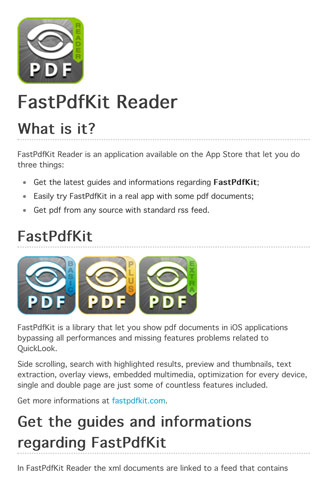 READER
PDF
FastPdfKit Reader
What is it?
FastPdfKit Reader is an application available on the App Store that let you do
three things:
Get the latest guides and informations regarding FastPdfKit;
Easily try FastPdfKit in a real app with some pdf documents;
Get pdf from any source with standard rss feed.
FastPdfKit
BASIC
PDF
PLUS
PDF
EXTRA
PDF
FastPdfKit is a library that let you show pdf documents in iOS applications
bypassing all performances and missing features problems related to
QuickLook.
Side scrolling, search with highlighted results, preview and thumbnails, text
extraction, overlay views, embedded multimedia, optimization for every device,
single and double page are just some of countless features included.
Get more informations at fastpdfkit.com.
Get the guides and informations
regarding FastPdfKit
In FastPdfKit Reader the xml documents are linked to a feed that contains